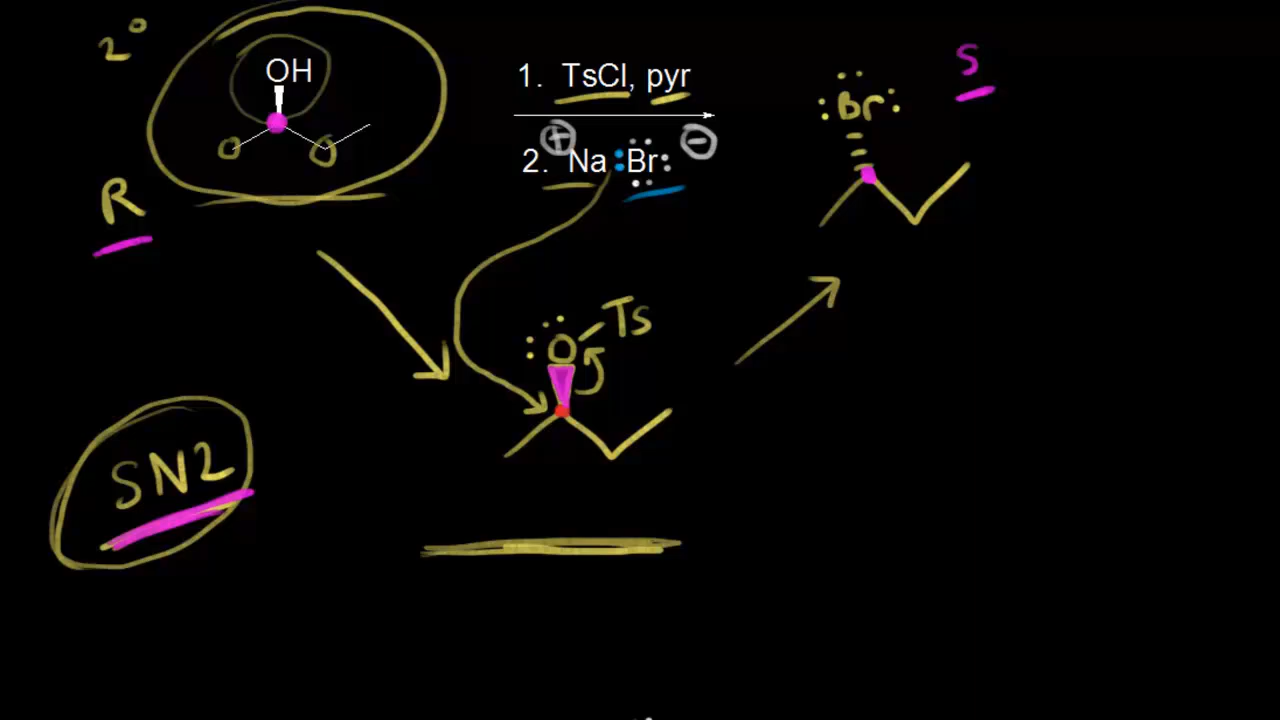 2°
OH
R
1. TsCl, pyr
⊕ ⊖
2. Na :Br:
S
Br
O-Ts
SN2